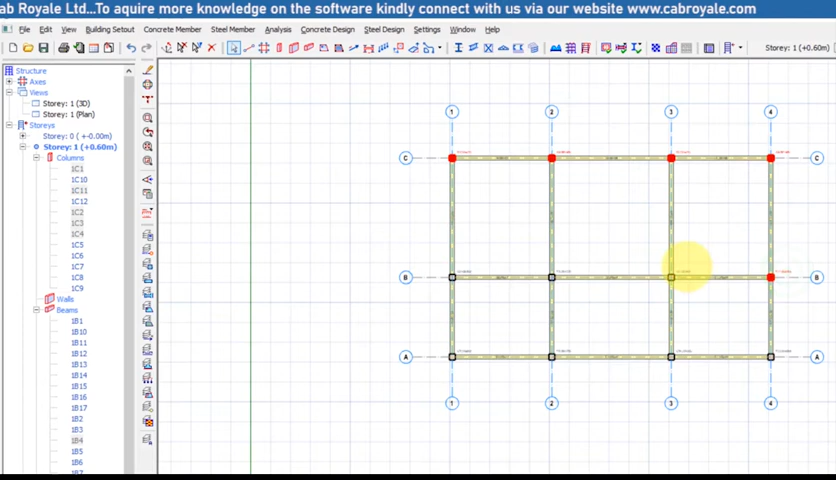 ab Royale Ltd...To aquire more knowledge on the software kindly connect with us via our website www.cabroyale.com
File Edit View Building Setout Concrete Member Steel Member Analysis Concrete Design Steel Design Settings Window Help
Storey: 1 (+0.60m)
Structure
Axes
Views
Storey: 1 (3D)
Storey: 1 (Plan)
Storeys
Storey: 0 ( +-0.00m)
Storey: 1 (+0.60m)
Columns
1C1
1C10
1C11
1C12
1C2
1C3
1C4
1C5
1C6
1C7
1C8
1C9
Walls
Beams
1B1
1B10
1B11
1B12
1B13
1B14
1B15
1B16
1B17
1B2
1B3
1B4
1B5
1B6
1 2 3 4
C C
B B
A A
1 2 3 4